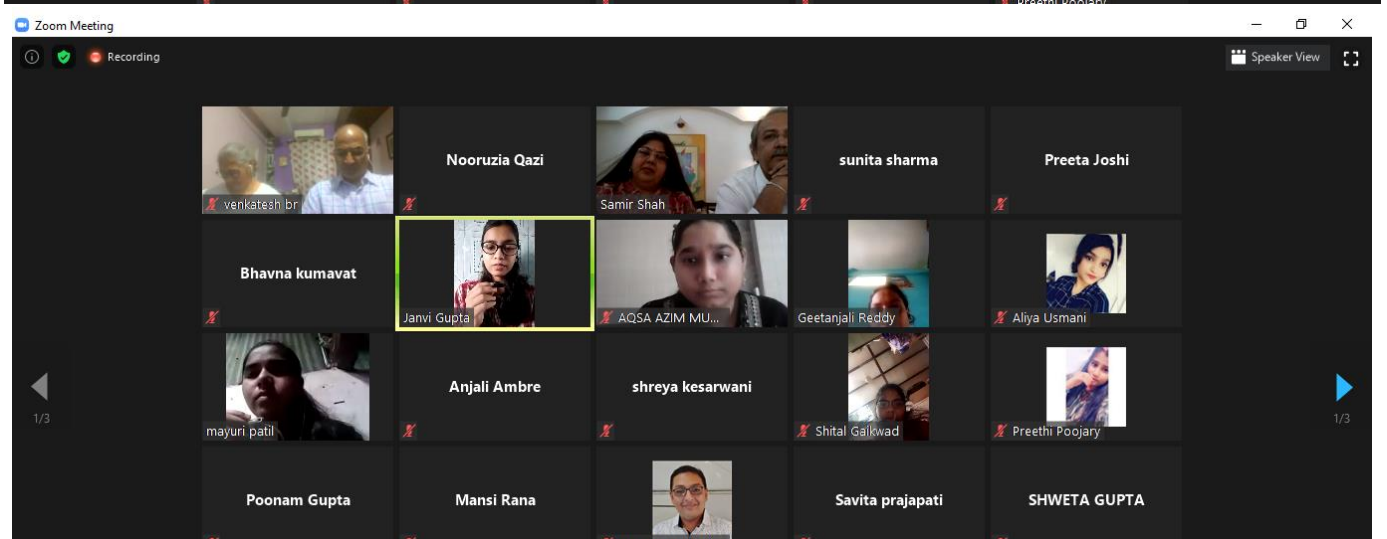 Preethi Poojary
Zoom Meeting
Recording
Speaker View
venkatesh br
Nooruzia Qazi
Samir Shah
sunita sharma
Preeta Joshi
Bhavna kumavat
Janvi Gupta
AQSA AZIM MU...
Geetanjali Reddy
Aliya Usmani
mayuri patil
Anjali Ambre
shreya kesarwani
Shital Gaikwad
Preethi Poojary
1/3
1/3
Poonam Gupta
Mansi Rana
Savita prajapati
SHWETA GUPTA